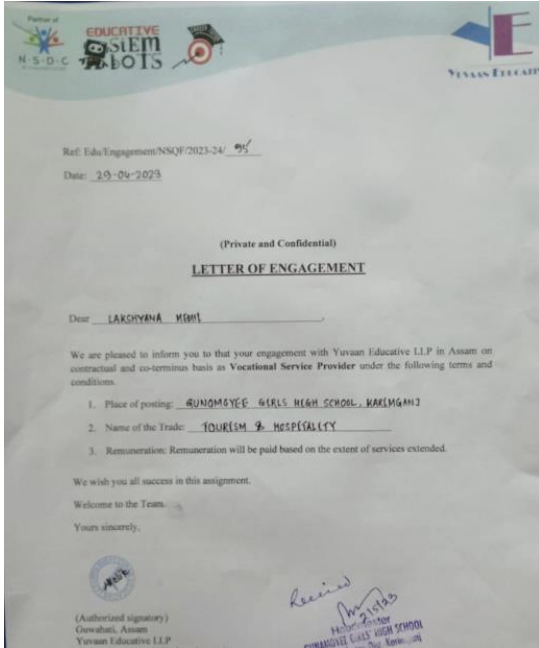 Partner of
N·S·D·C
EDUCATIVE
STEM
BOTS
YUVAAN EDUCATIVE
Ref: Edu/Engagement/NSQF/2023-24/ 95
Date: 29-04-2023
(Private and Confidential)
LETTER OF ENGAGEMENT
Dear LAKSHYANA
We are pleased to inform you to that your engagement with Yuvaan Educative LLP in Assam on
contractual and co-terminus basis as Vocational Service Provider under the following terms and
conditions.
1. Place of posting: GUNOMOYEE GIRLS HIGH SCHOOL, KARIMGANJ
2. Name of the Trade: TOURISM & HOSPITALITY
3. Remuneration: Remuneration will be paid based on the extent of services extended.
We wish you all success in this assignment.
Welcome to the Team.
Yours sincerely,
Received
2/5/23
(Authorized signatory)
Guwahati, Assam
Yuvaan Educative LLP
GIRLS' HIGH SCHOOL